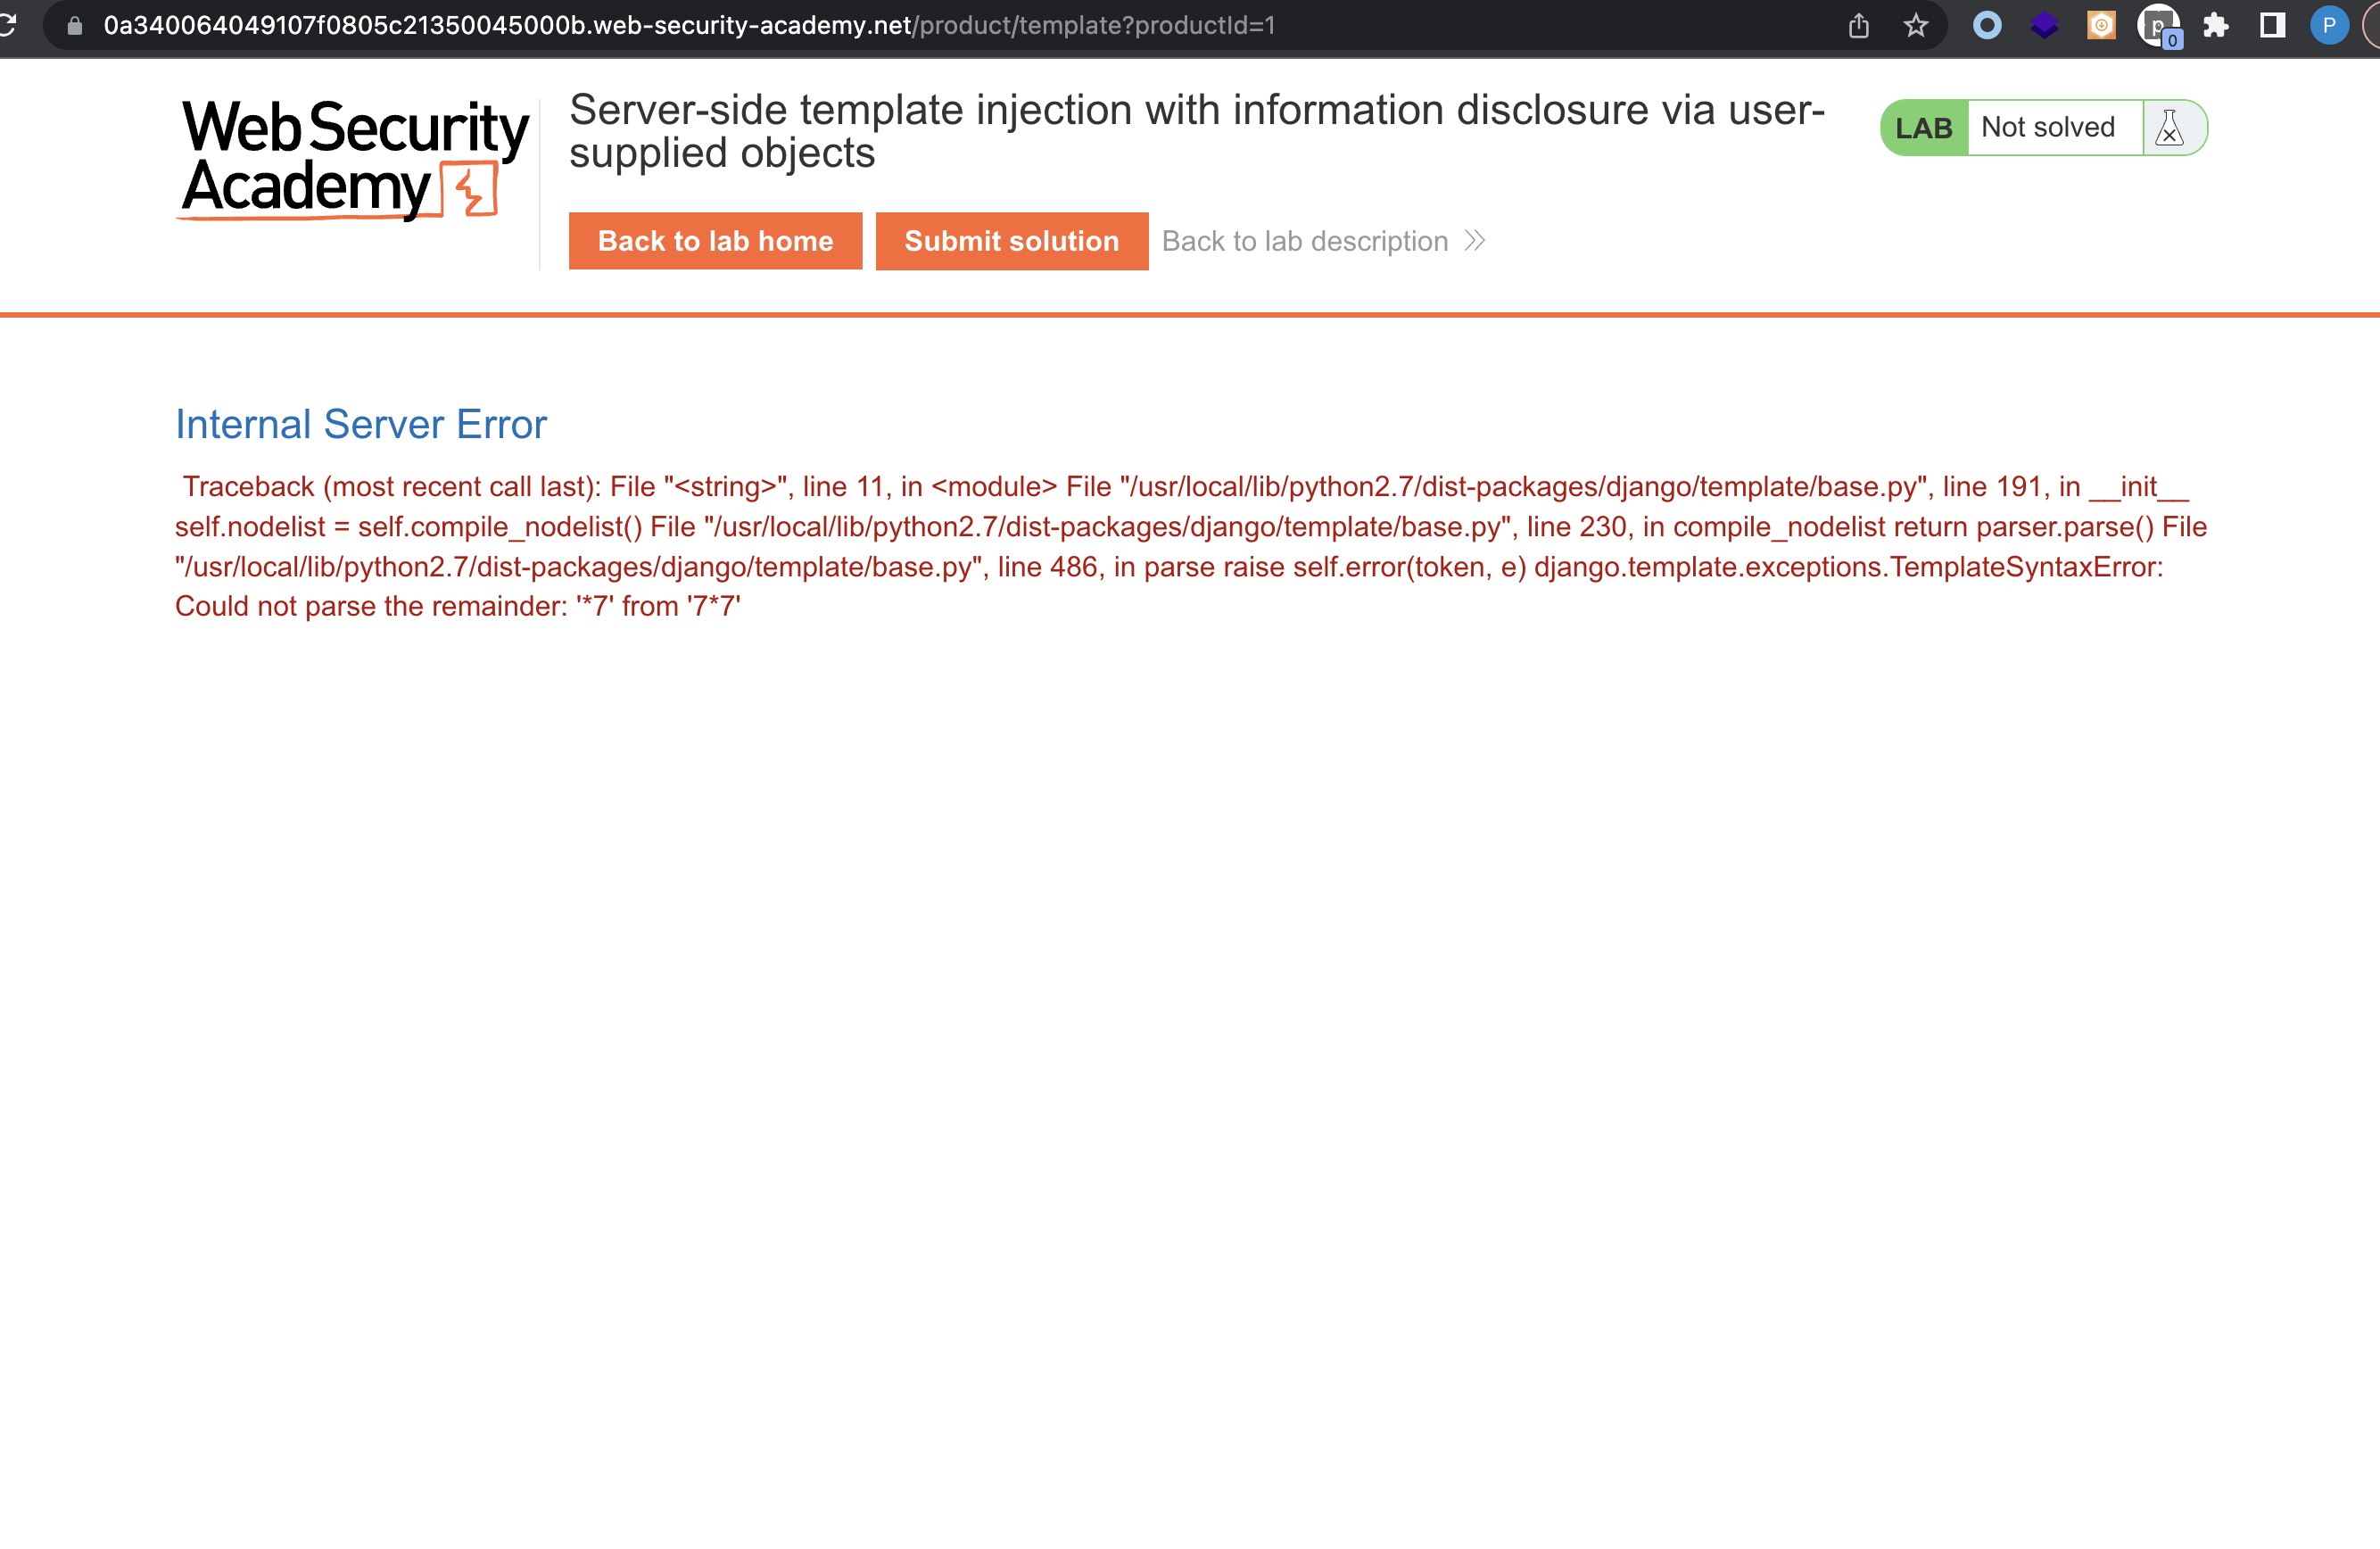 0a340064049107f0805c21350045000b.web-security-academy.net/product/template?productId=1
p
0
P
Web Security
Academy
Server-side template injection with information disclosure via user-
supplied objects
LAB
Not solved
Back to lab home
Submit solution
Back to lab description
Internal Server Error
Traceback (most recent call last): File "<string>", line 11, in <module> File "/usr/local/lib/python2.7/dist-packages/django/template/base.py", line 191, in __init__
self.nodelist = self.compile_nodelist() File "/usr/local/lib/python2.7/dist-packages/django/template/base.py", line 230, in compile_nodelist return parser.parse() File
"/usr/local/lib/python2.7/dist-packages/django/template/base.py", line 486, in parse raise self.error(token, e) django.template.exceptions.TemplateSyntaxError:
Could not parse the remainder: '*7' from '7*7'